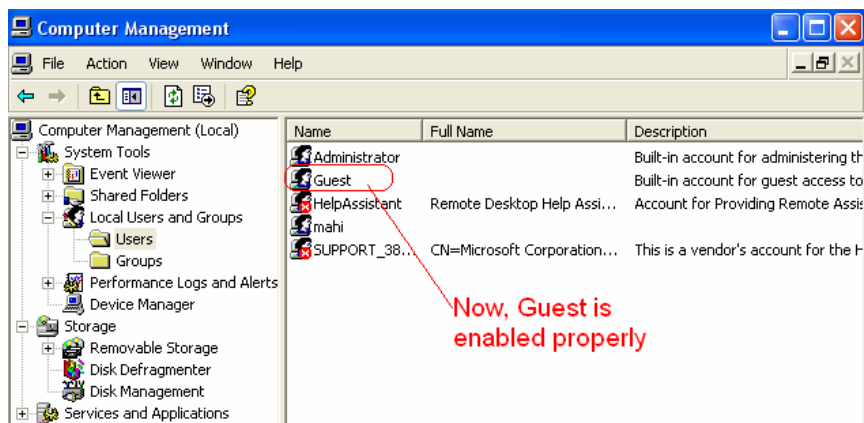 Computer Management
File Action View Window Help
Computer Management (Local)
System Tools
Event Viewer
Shared Folders
Local Users and Groups
Users
Groups
Performance Logs and Alerts
Device Manager
Storage
Removable Storage
Disk Defragmenter
Disk Management
Services and Applications
Name Full Name Description
Administrator Built-in account for administering th
Guest Built-in account for guest access to
HelpAssistant Remote Desktop Help Assi... Account for Providing Remote Assis
mahi
SUPPORT_38... CN=Microsoft Corporation... This is a vendor's account for the H
Now, Guest is
enabled properly